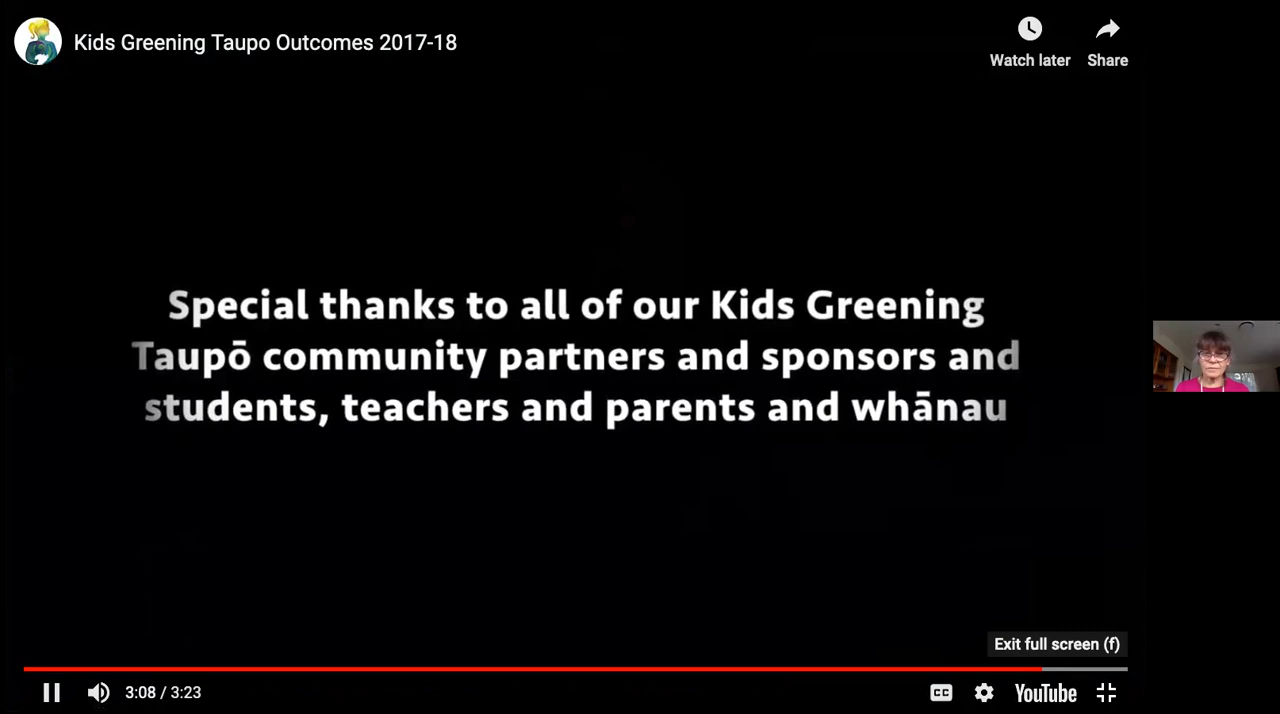 Kids Greening Taupo Outcomes 2017-18
Watch later
Share
Special thanks to all of our Kids Greening
Taupō community partners and sponsors and
students, teachers and parents and whānau
Exit full screen (f)
3:08 / 3:23
CC
YouTube